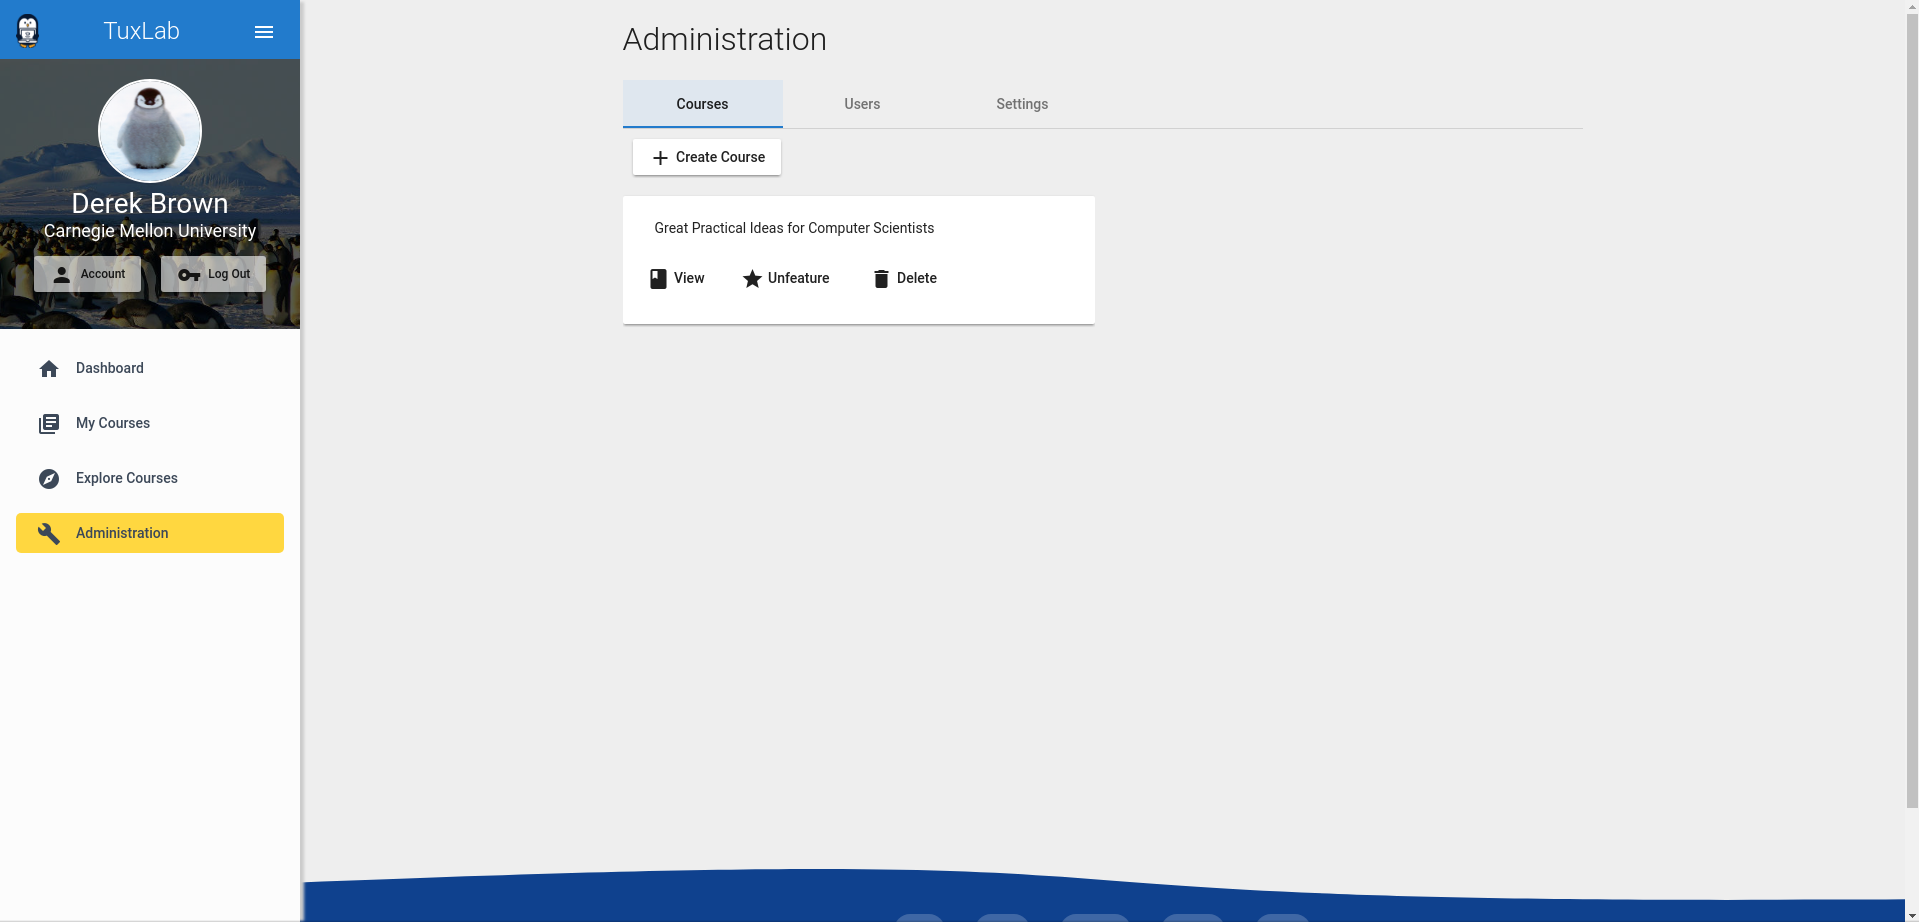 TuxLab
Derek Brown
Carnegie Mellon University
Account
Log Out
Dashboard
My Courses
Explore Courses
Administration
Administration
Courses
Users
Settings
Create Course
Great Practical Ideas for Computer Scientists
View
Unfeature
Delete